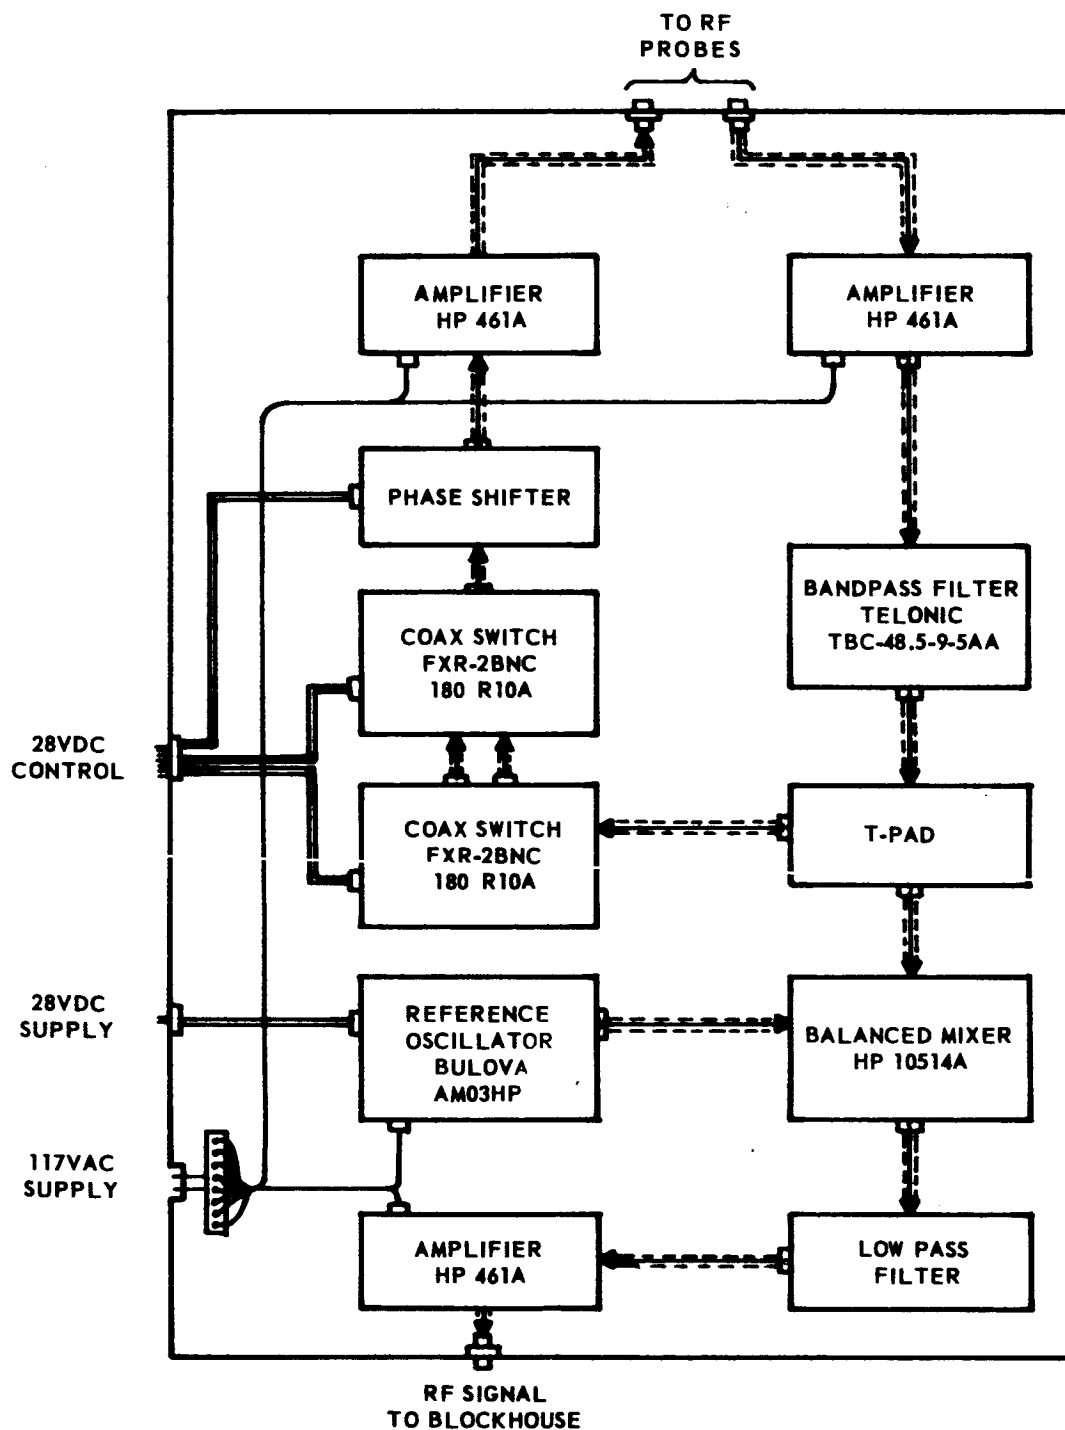 TO RF
PROBES
AMPLIFIER
HP 461A
AMPLIFIER
HP 461A
PHASE SHIFTER
BANDPASS FILTER
TELONIC
TBC-48.5-9-5AA
COAX SWITCH
FXR-2BNC
180 R10A
28VDC
CONTROL
COAX SWITCH
FXR-2BNC
180 R10A
T-PAD
28VDC
SUPPLY
REFERENCE
OSCILLATOR
BULOVA
AM03HP
BALANCED MIXER
HP 10514A
117VAC
SUPPLY
AMPLIFIER
HP 461A
LOW PASS
FILTER
RF SIGNAL
TO BLOCKHOUSE